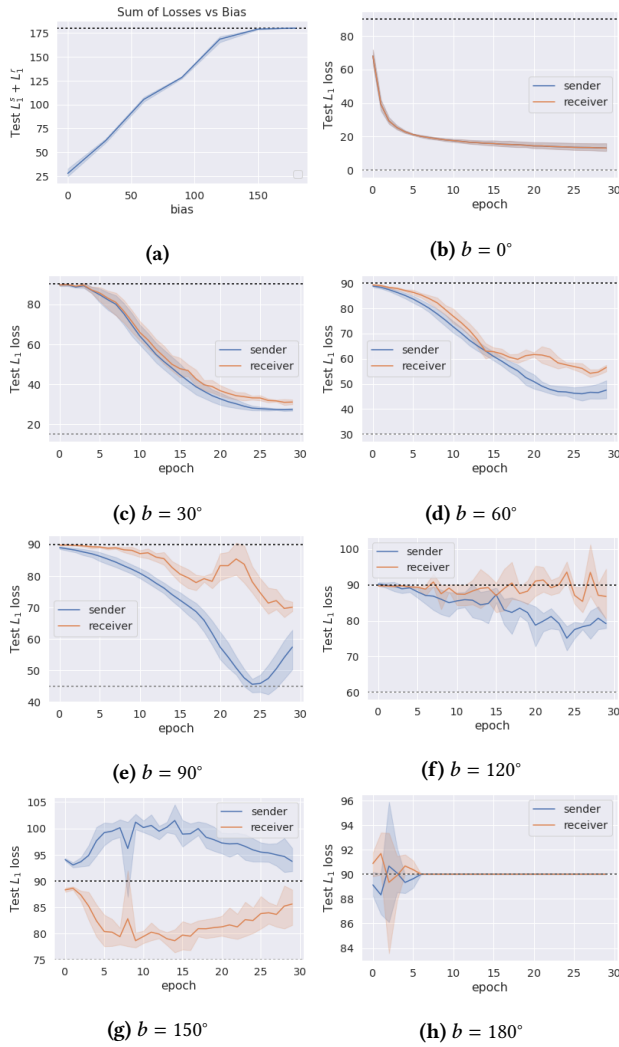 Sum of Losses vs Bias
Test L₁ˢ + L₁ʳ
175
150
125
100
75
50
25
0
50
100
150
bias
(a)
Test L₁ loss
80
60
40
20
0
sender
receiver
0
5
10
15
20
25
30
epoch
(b) b = 0°
Test L₁ loss
80
60
40
20
sender
receiver
0
5
10
15
20
25
30
epoch
(c) b = 30°
Test L₁ loss
90
80
70
60
50
40
30
sender
receiver
0
5
10
15
20
25
30
epoch
(d) b = 60°
Test L₁ loss
90
80
70
60
50
40
sender
receiver
0
5
10
15
20
25
30
epoch
(e) b = 90°
Test L₁ loss
100
90
80
70
60
sender
receiver
0
5
10
15
20
25
30
epoch
(f) b = 120°
Test L₁ loss
105
100
95
90
85
80
75
sender
receiver
0
5
10
15
20
25
30
epoch
(g) b = 150°
Test L₁ loss
96
94
92
90
88
86
84
sender
receiver
0
5
10
15
20
25
30
epoch
(h) b = 180°